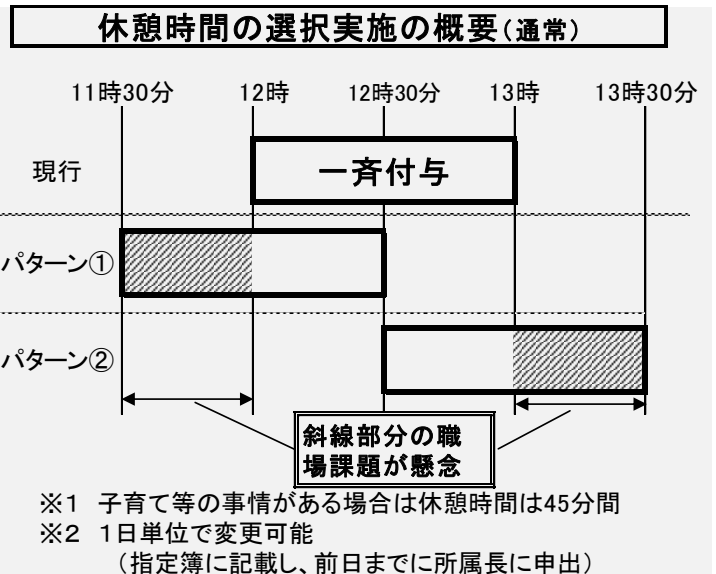 休憩時間の選択実施の概要(通常)
11時30分 12時 12時30分 13時 13時30分
現行
一斉付与
パターン①
パターン②
斜線部分の職
場課題が懸念
※1 子育て等の事情がある場合は休憩時間は45分間
※2 1日単位で変更可能
(指定簿に記載し、前日までに所属長に申出)